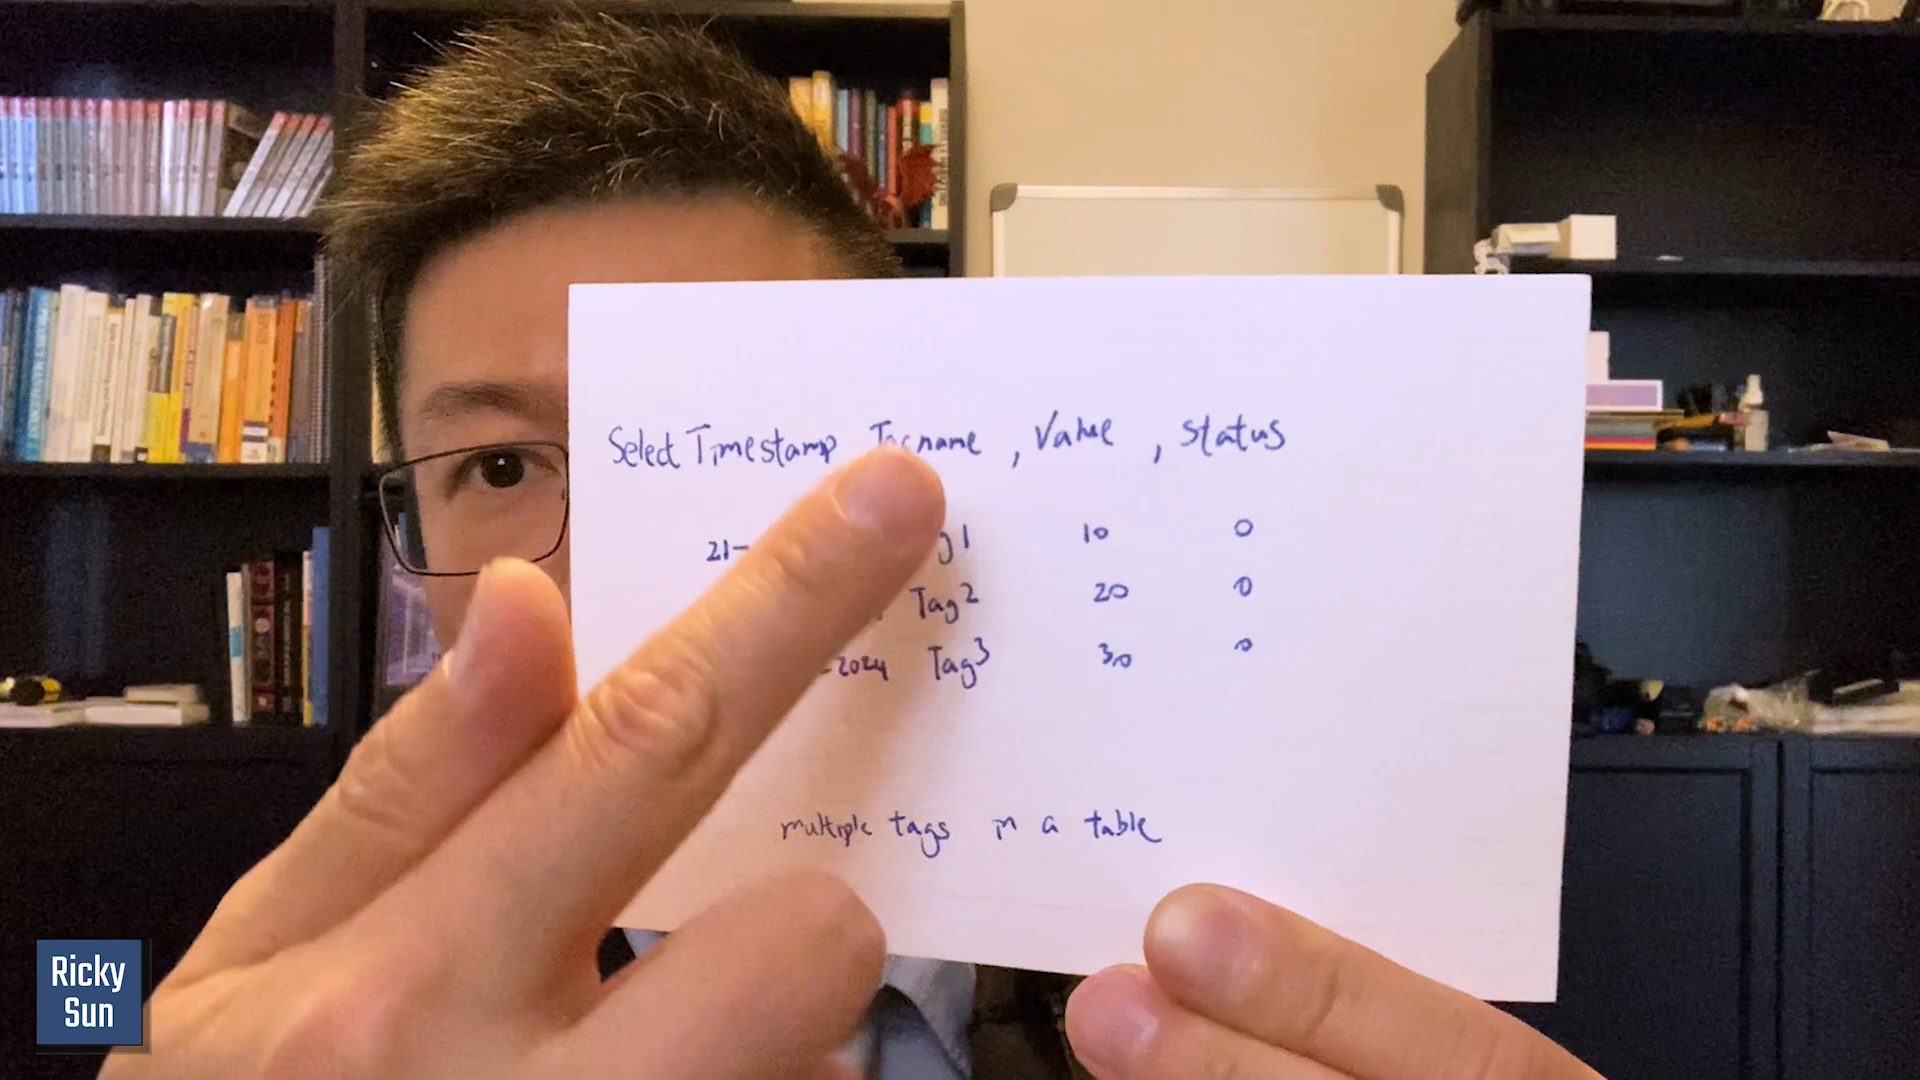 Select Timestamp Tagname , Value , status
21- g1 10 0
Tag2 20 0
-2024 Tag3 30 0
multiple tags in a table
Ricky
Sun